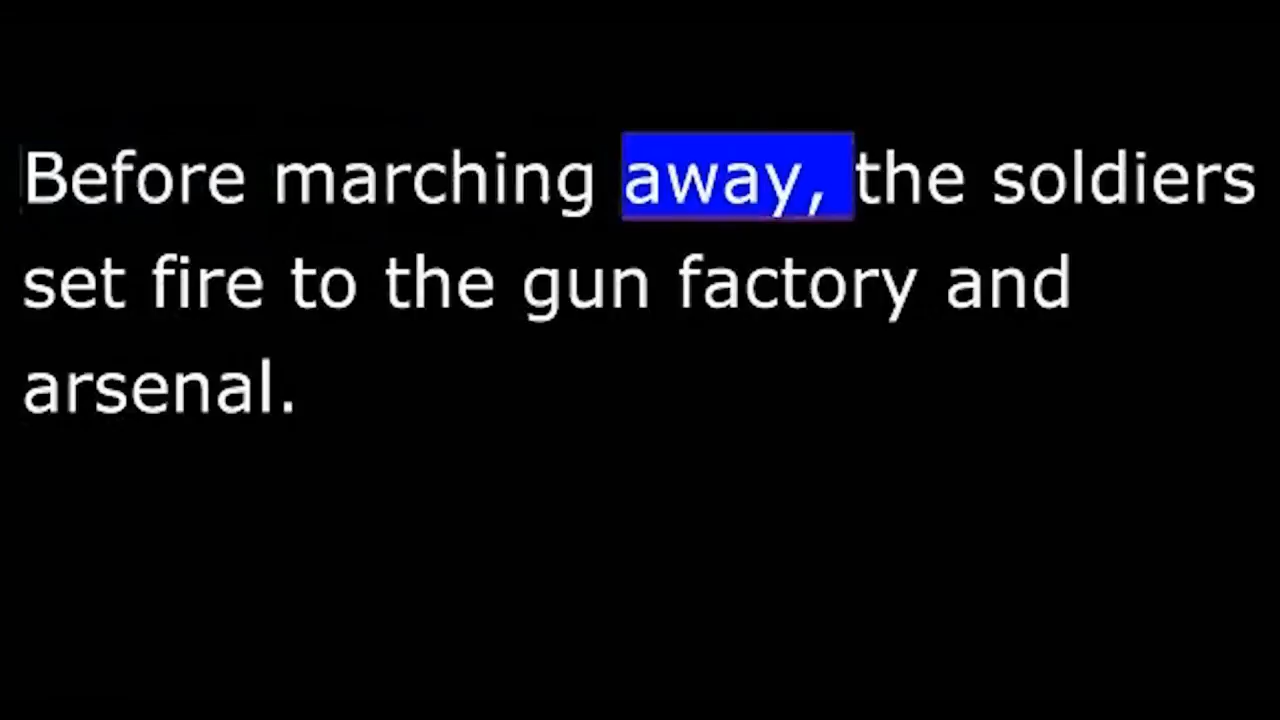 Before marching away, the soldiers
set fire to the gun factory and
arsenal.